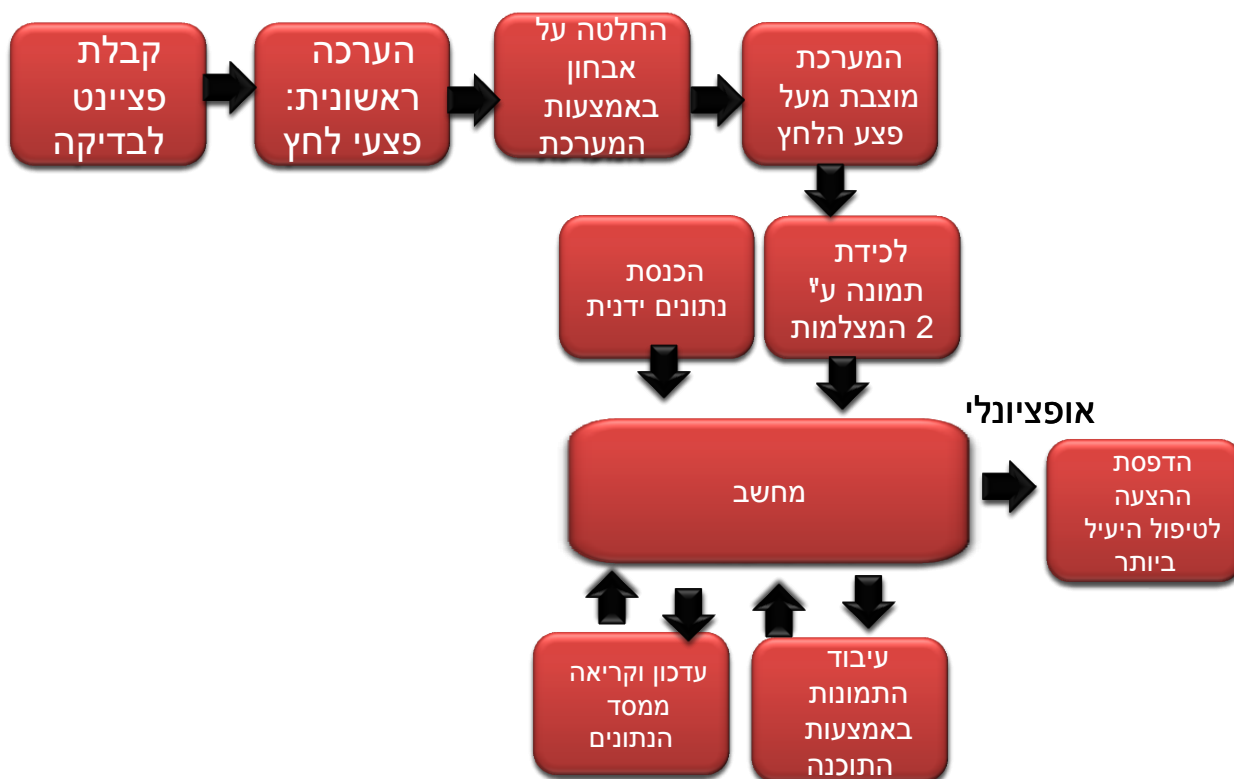 קבלת
פציינט
לבדיקה
הערכה
ראשונית:
פצעי לחץ
החלטה על
אבחון
באמצעות
המערכת
המערכת
מוצבת מעל
פצע הלחץ
לכידת
תמונה ע"י
2 המצלמות
הכנסת
נתונים ידנית
מחשב
אופציונלי
הדפסת
ההצעה
לטיפול היעיל
ביותר
עיבוד
התמונות
באמצעות
התוכנה
עדכון וקריאה
ממסד
הנתונים